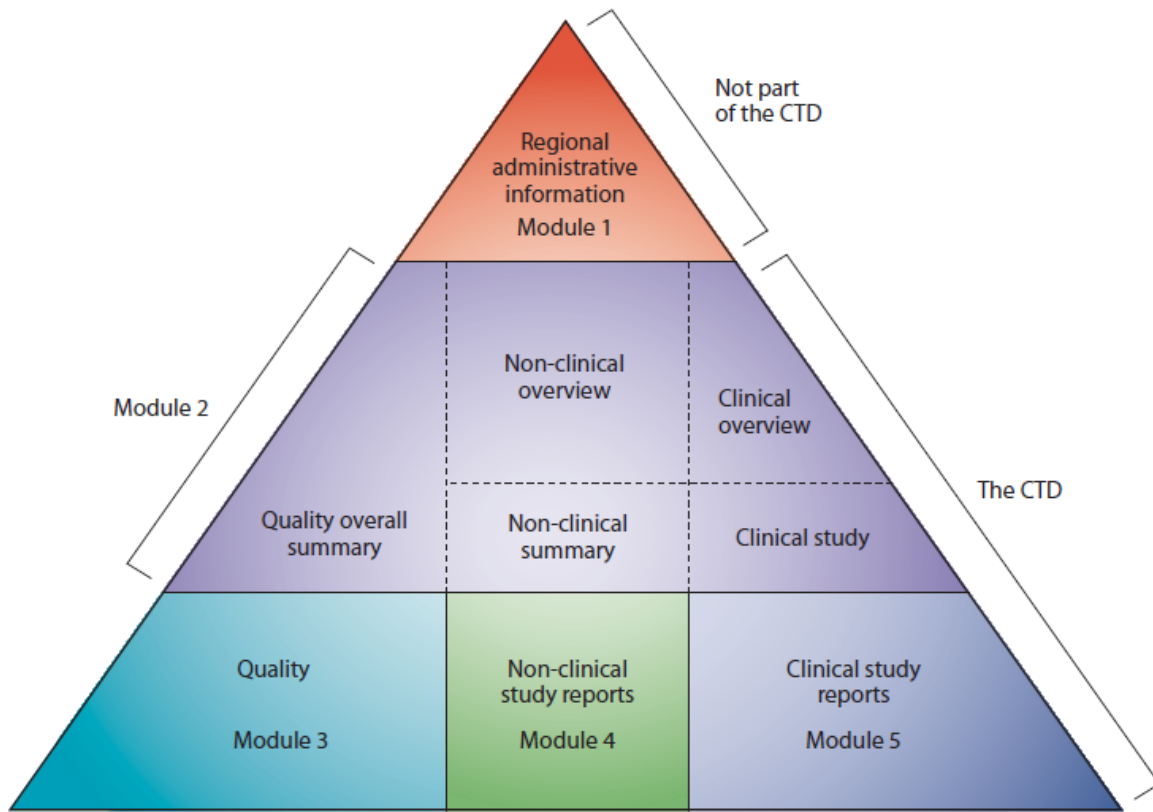 Not part
of the CTD
Regional
administrative
information
Module 1
Module 2
Non-clinical
overview
Clinical
overview
The CTD
Quality overall
summary
Non-clinical
summary
Clinical study
Quality
Module 3
Non-clinical
study reports
Module 4
Clinical study
reports
Module 5